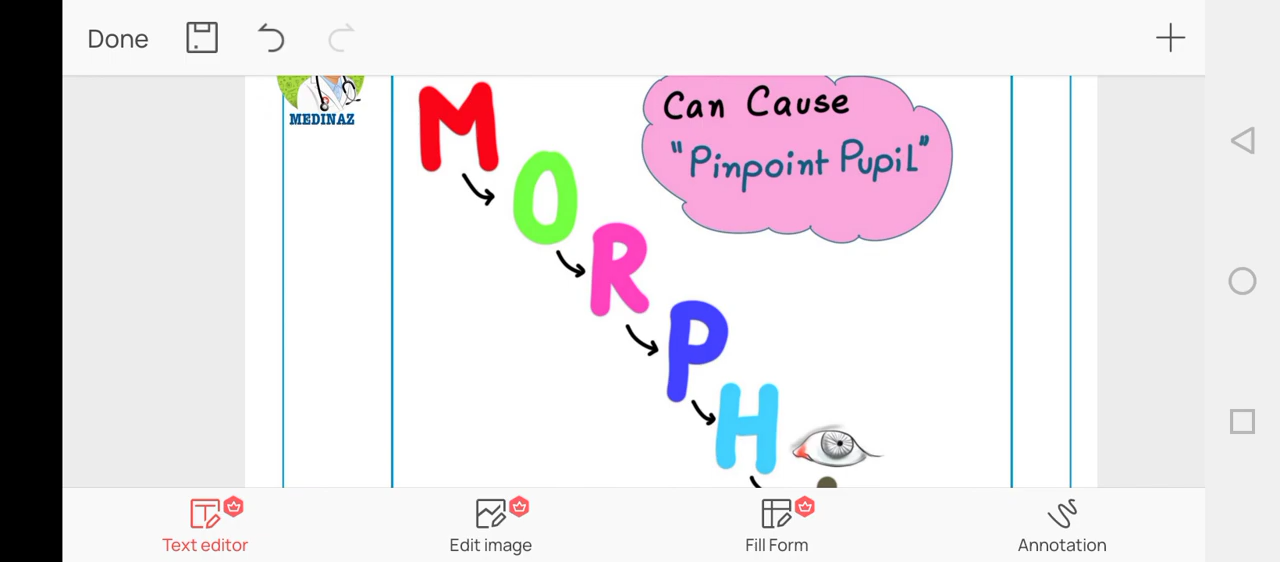 Done
MEDINAZ
Can Cause
"Pinpoint Pupil"
M
O
R
P
H
Text editor
Edit image
Fill Form
Annotation